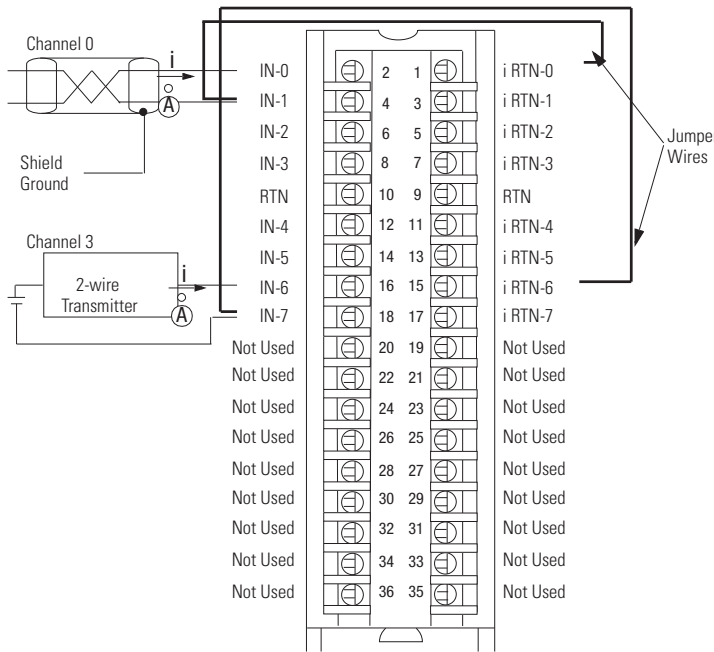 Channel 0
i
A
Shield
Ground
Channel 3
2-wire
Transmitter
i
A
Jumpe
Wires
IN-0 2 1 i RTN-0
IN-1 4 3 i RTN-1
IN-2 6 5 i RTN-2
IN-3 8 7 i RTN-3
RTN 10 9 RTN
IN-4 12 11 i RTN-4
IN-5 14 13 i RTN-5
IN-6 16 15 i RTN-6
IN-7 18 17 i RTN-7
Not Used 20 19 Not Used
Not Used 22 21 Not Used
Not Used 24 23 Not Used
Not Used 26 25 Not Used
Not Used 28 27 Not Used
Not Used 30 29 Not Used
Not Used 32 31 Not Used
Not Used 34 33 Not Used
Not Used 36 35 Not Used